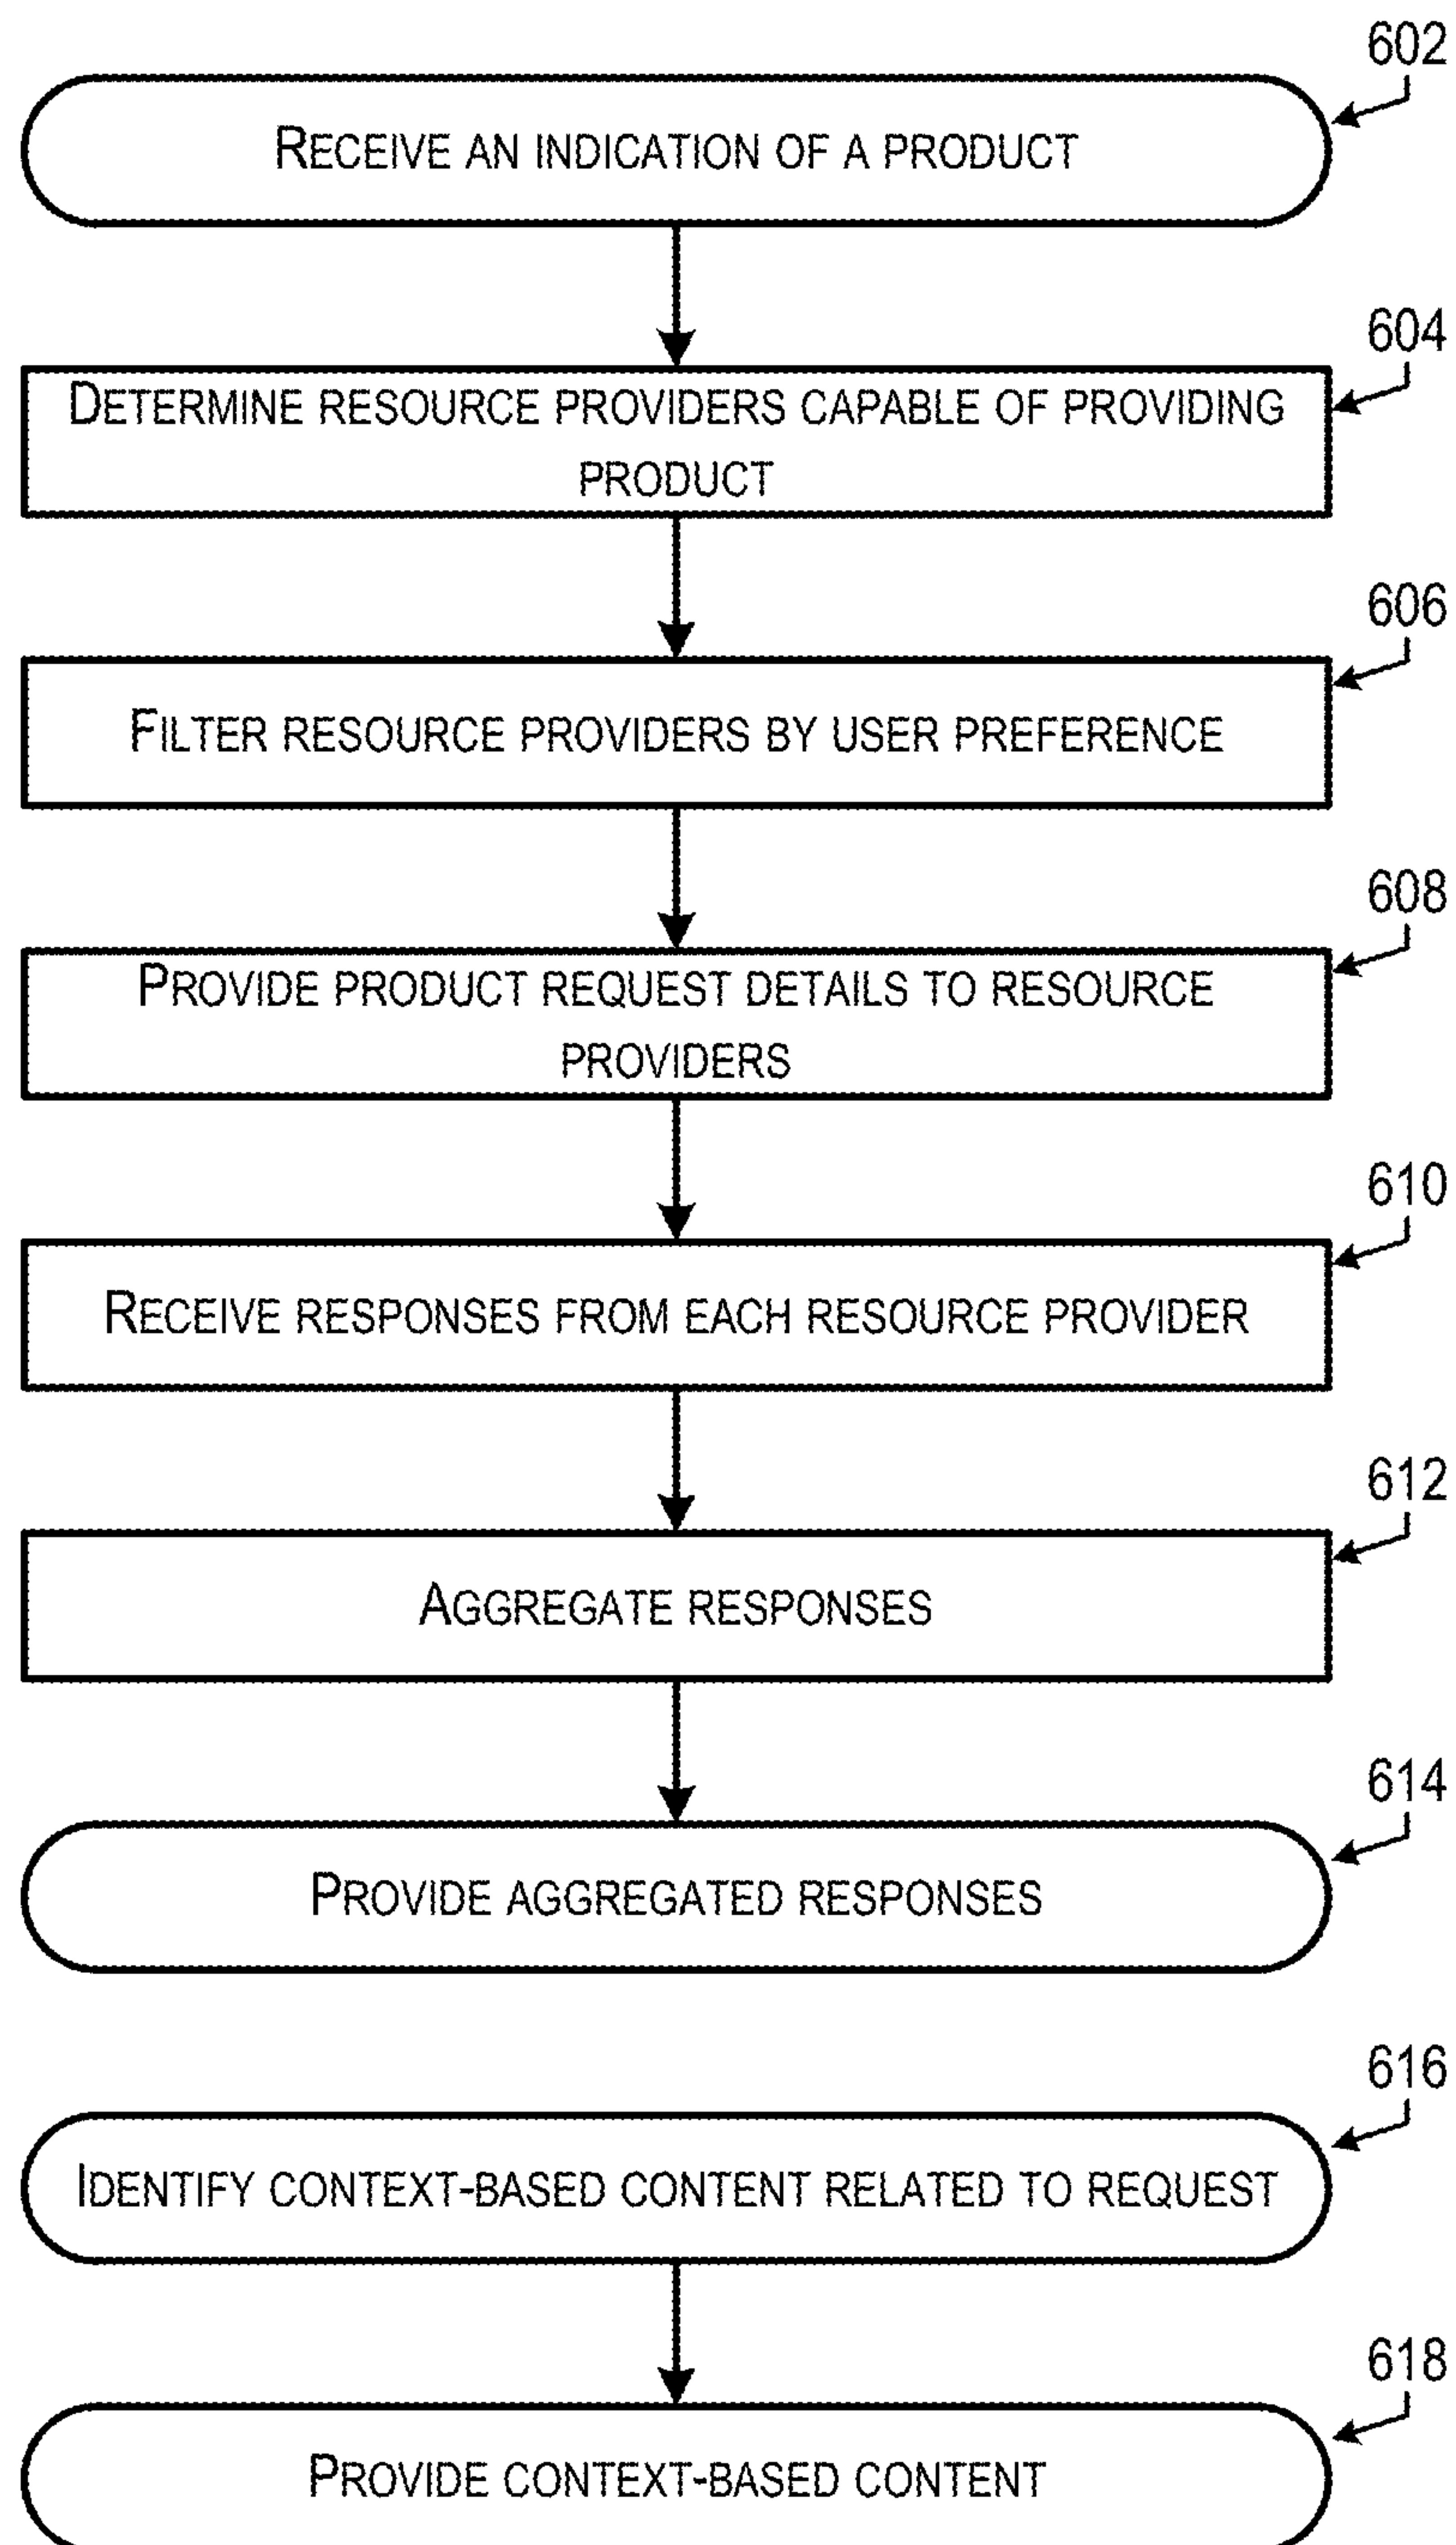 602
RECEIVE AN INDICATION OF A PRODUCT
604
DETERMINE RESOURCE PROVIDERS CAPABLE OF PROVIDING
PRODUCT
606
FILTER RESOURCE PROVIDERS BY USER PREFERENCE
608
PROVIDE PRODUCT REQUEST DETAILS TO RESOURCE
PROVIDERS
610
RECEIVE RESPONSES FROM EACH RESOURCE PROVIDER
612
AGGREGATE RESPONSES
614
PROVIDE AGGREGATED RESPONSES
616
IDENTIFY CONTEXT-BASED CONTENT RELATED TO REQUEST
618
PROVIDE CONTEXT-BASED CONTENT